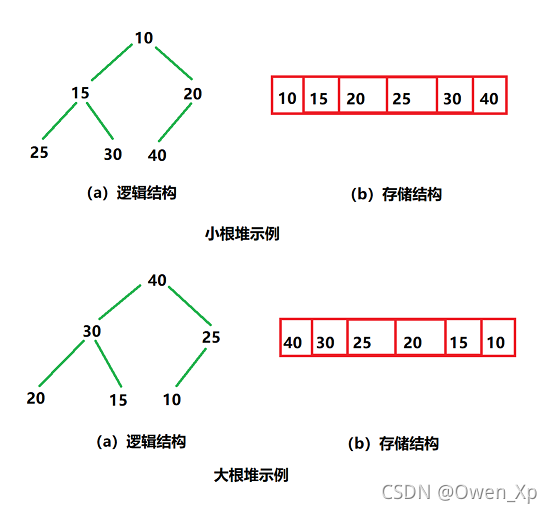 10
15 20
25 30 40
10 15 20 25 30 40
（a）逻辑结构
（b）存储结构
小根堆示例
40
30 25
20 15 10
40 30 25 20 15 10
（a）逻辑结构
（b）存储结构
大根堆示例
CSDN @Owen_Xp